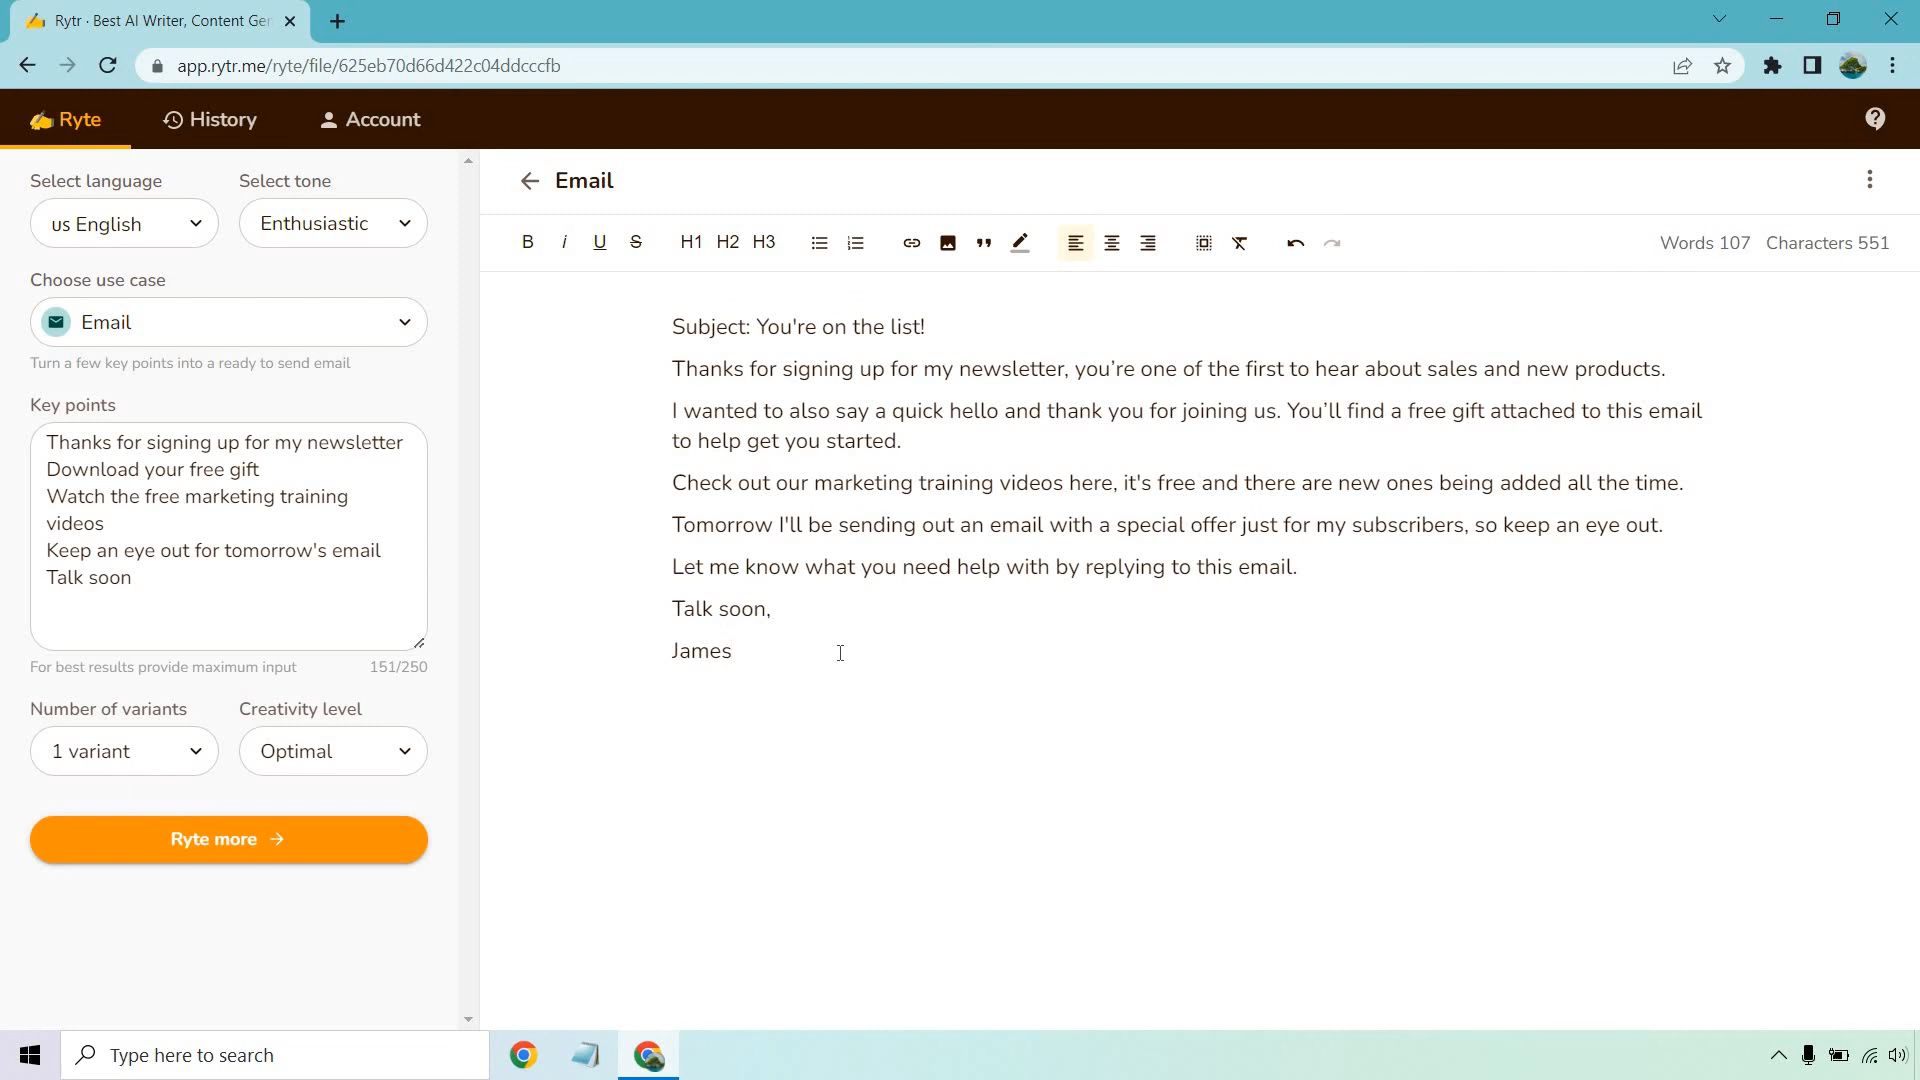 Rytr · Best AI Writer, Content Ger
app.rytr.me/ryte/file/625eb70d66d422c04ddcccfb
Ryte
History
Account
Select language
Select tone
us English
Enthusiastic
Choose use case
Email
Turn a few key points into a ready to send email
Key points
Thanks for signing up for my newsletter
Download your free gift
Watch the free marketing training
videos
Keep an eye out for tomorrow's email
Talk soon
For best results provide maximum input 151/250
Number of variants
Creativity level
1 variant
Optimal
Ryte more →
Email
B i U S H1 H2 H3
Words 107 Characters 551
Subject: You're on the list!
Thanks for signing up for my newsletter, you’re one of the first to hear about sales and new products.
I wanted to also say a quick hello and thank you for joining us. You’ll find a free gift attached to this email
to help get you started.
Check out our marketing training videos here, it's free and there are new ones being added all the time.
Tomorrow I'll be sending out an email with a special offer just for my subscribers, so keep an eye out.
Let me know what you need help with by replying to this email.
Talk soon,
James
Type here to search